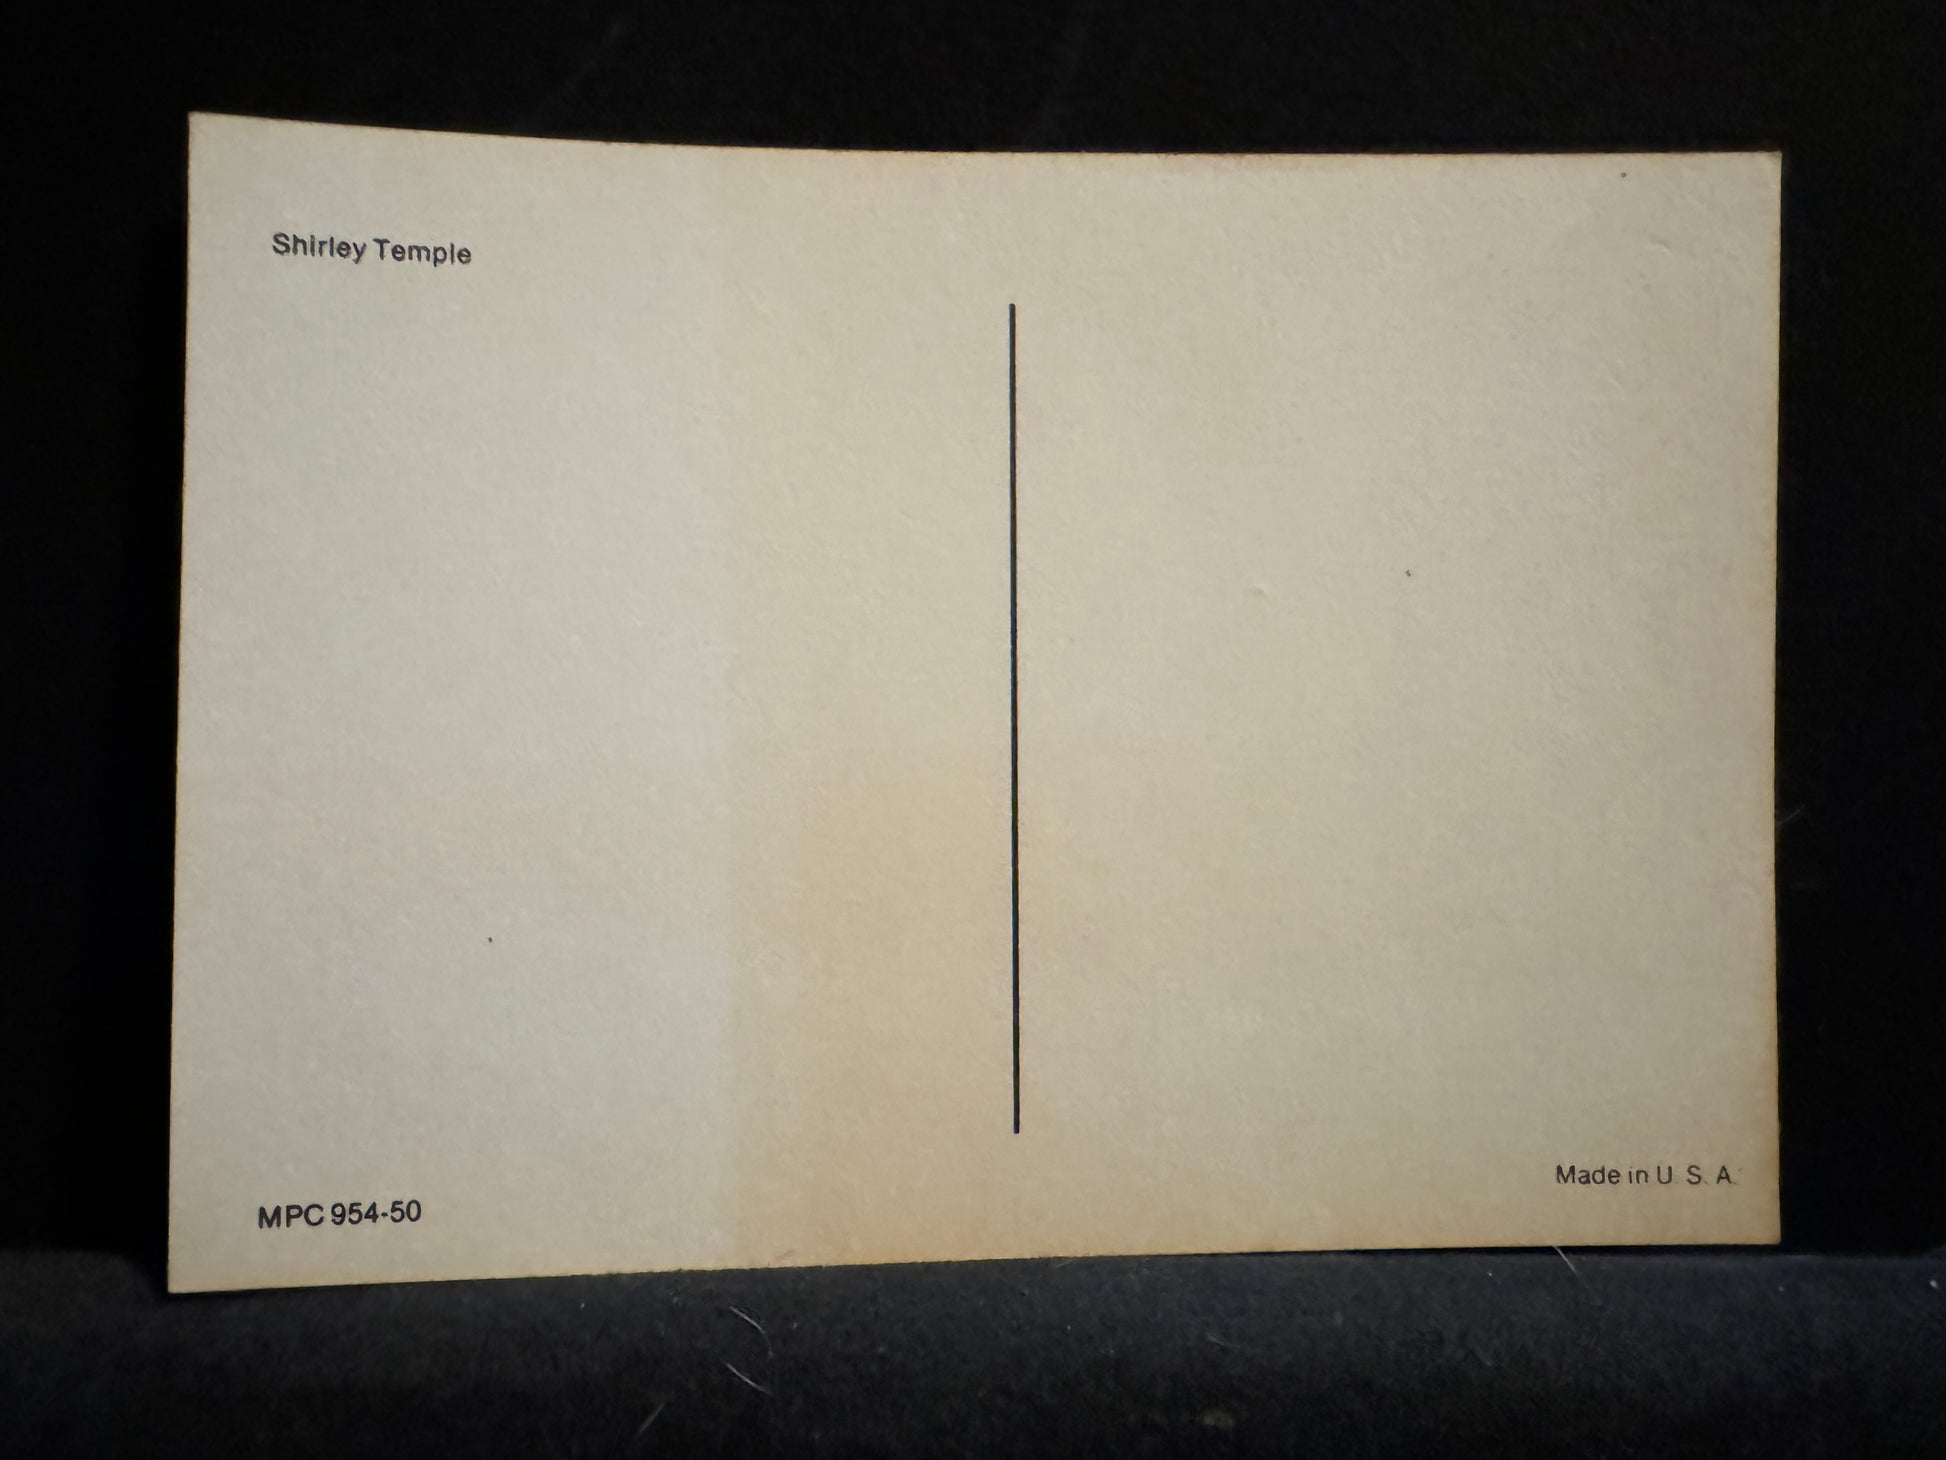 Shirley Temple
Made in U. S. A.
MPC 954-50